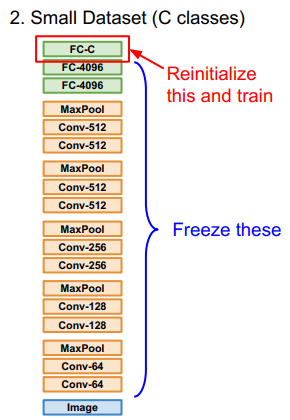 2. Small Dataset (C classes)
FC-C
FC-4096
FC-4096
Reinitialize
this and train
MaxPool
Conv-512
Conv-512
MaxPool
Conv-512
Conv-512
MaxPool
Conv-256
Conv-256
Freeze these
MaxPool
Conv-128
Conv-128
MaxPool
Conv-64
Conv-64
Image